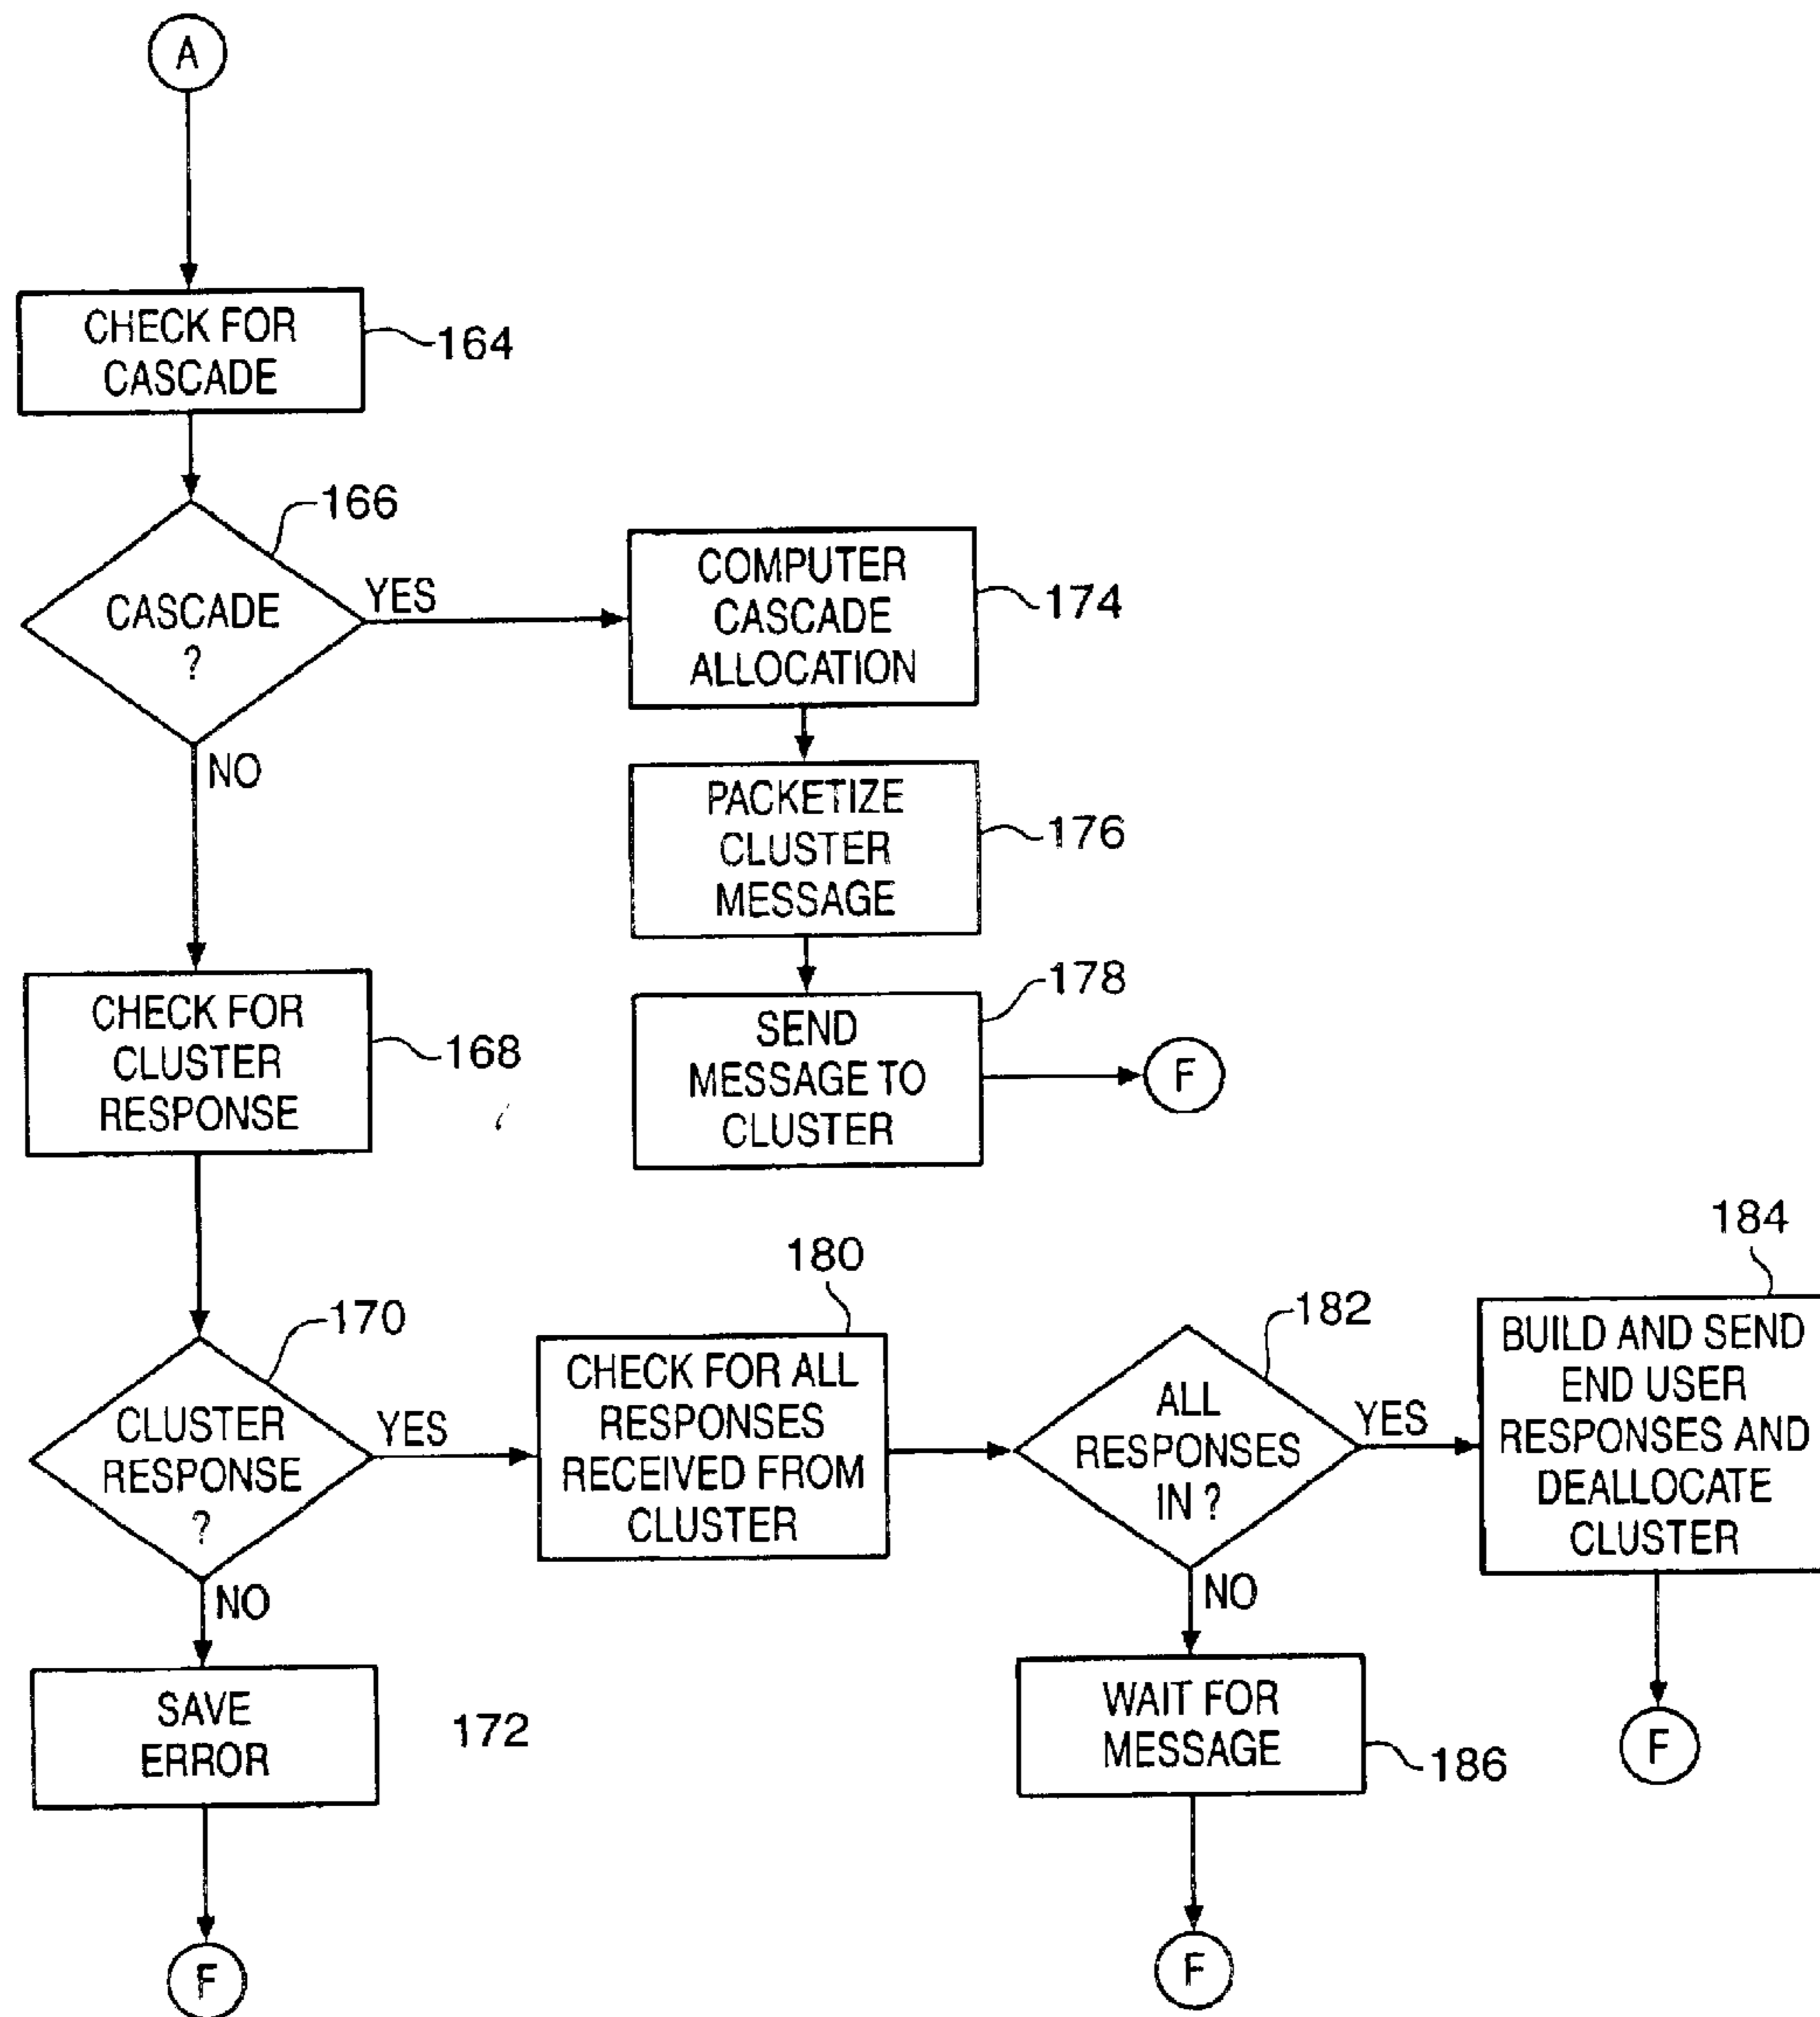 A
CHECK FOR
CASCADE
164
166
CASCADE
?
YES
NO
COMPUTER
CASCADE
ALLOCATION
174
PACKETIZE
CLUSTER
MESSAGE
176
178
SEND
MESSAGE TO
CLUSTER
F
CHECK FOR
CLUSTER
RESPONSE
168
170
CLUSTER
RESPONSE
?
YES
NO
180
CHECK FOR ALL
RESPONSES
RECEIVED FROM
CLUSTER
182
ALL
RESPONSES
IN ?
YES
NO
184
BUILD AND SEND
END USER
RESPONSES AND
DEALLOCATE
CLUSTER
F
SAVE
ERROR
172
F
WAIT FOR
MESSAGE
186
F